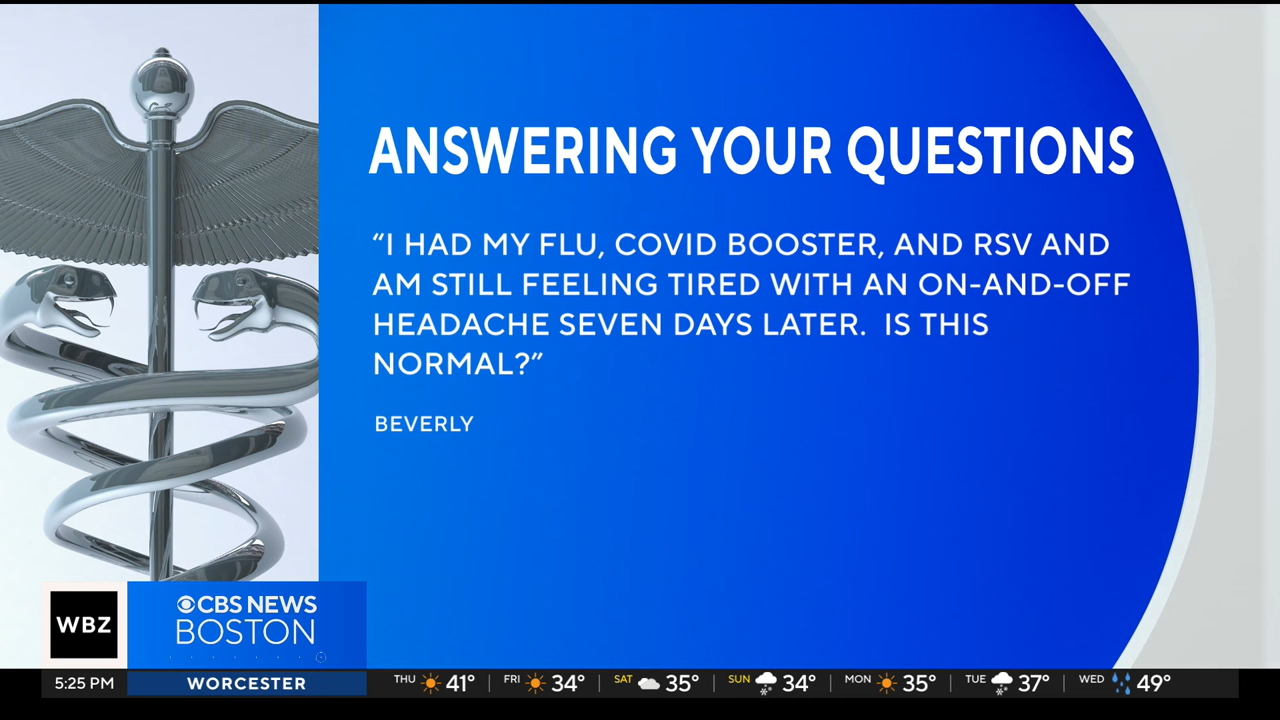 ANSWERING YOUR QUESTIONS
“I HAD MY FLU, COVID BOOSTER, AND RSV AND
AM STILL FEELING TIRED WITH AN ON-AND-OFF
HEADACHE SEVEN DAYS LATER.  IS THIS
NORMAL?”
BEVERLY
WBZ
CBS NEWS
BOSTON
5:25 PM
WORCESTER
THU 41° | FRI 34° | SAT 35° | SUN 34° | MON 35° | TUE 37° | WED 49°